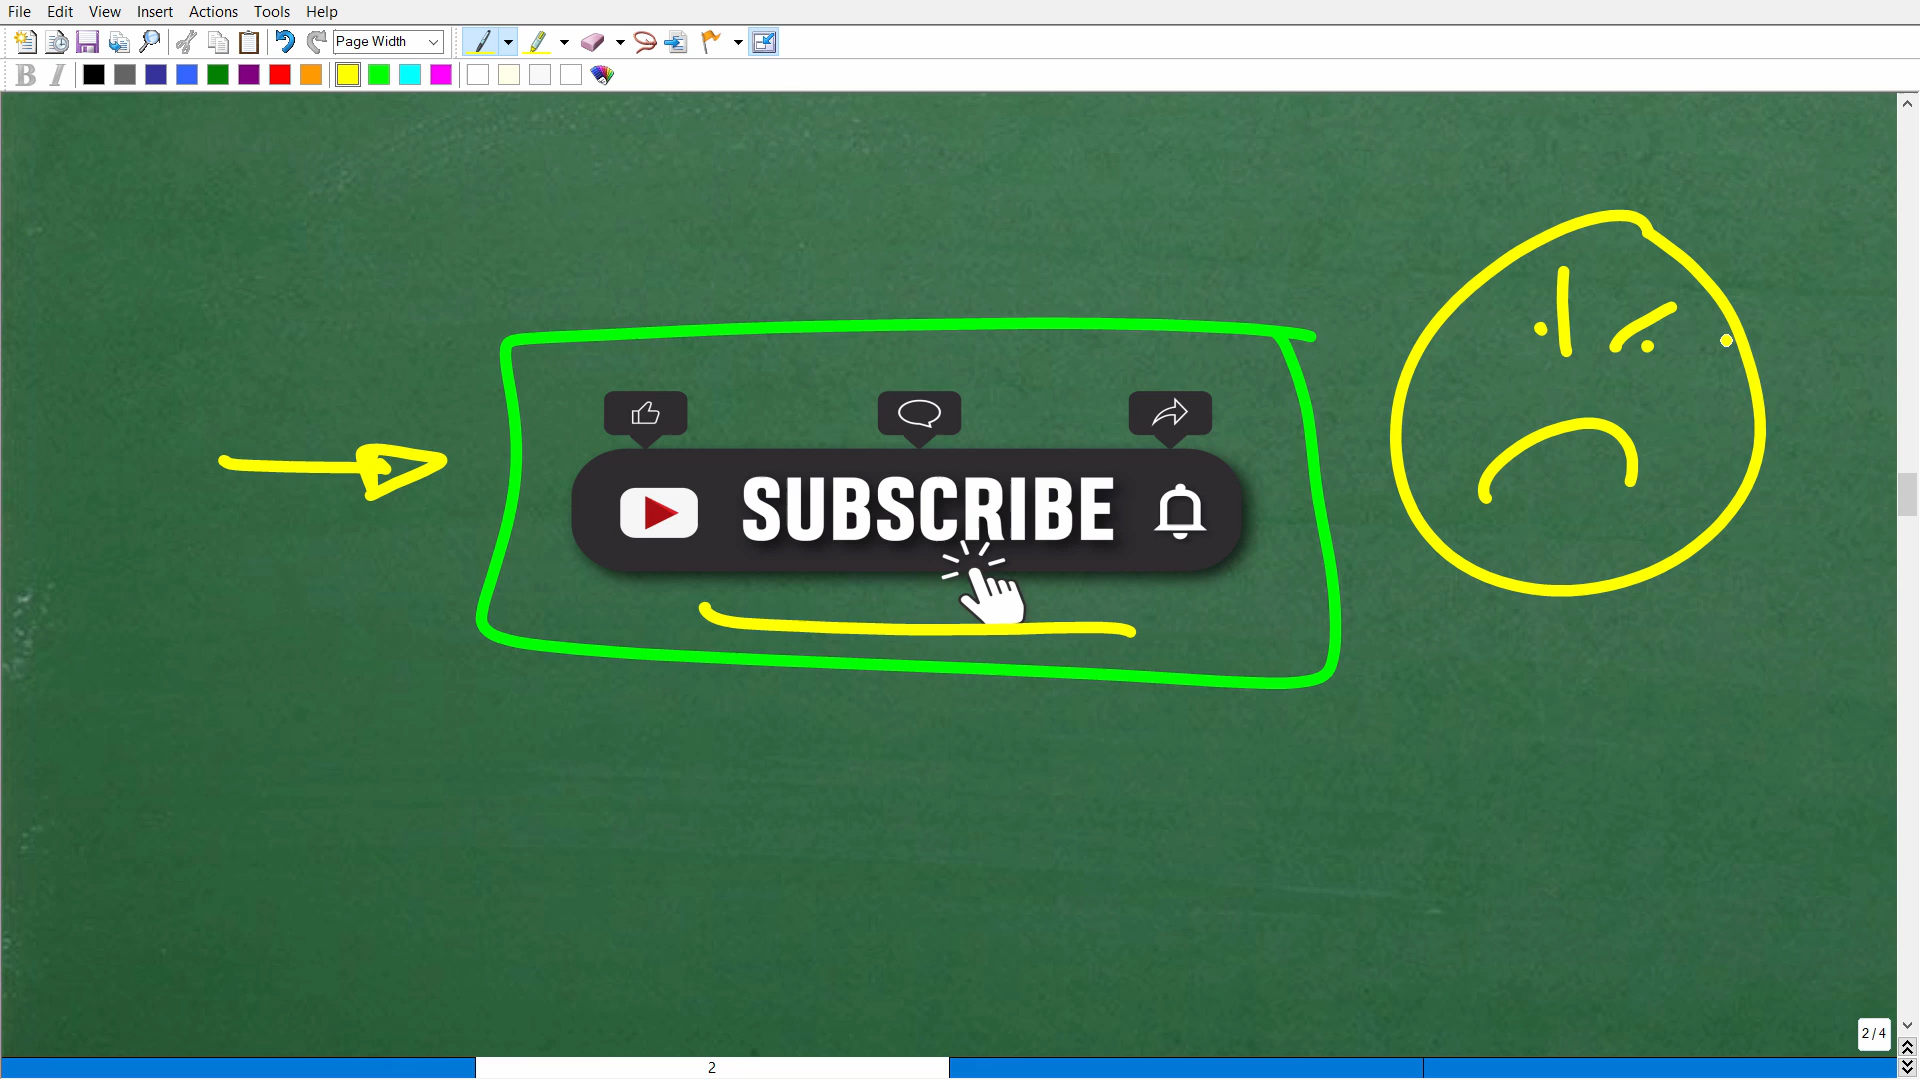 File Edit View Insert Actions Tools Help
Page Width
B I
SUBSCRIBE
2 / 4
2